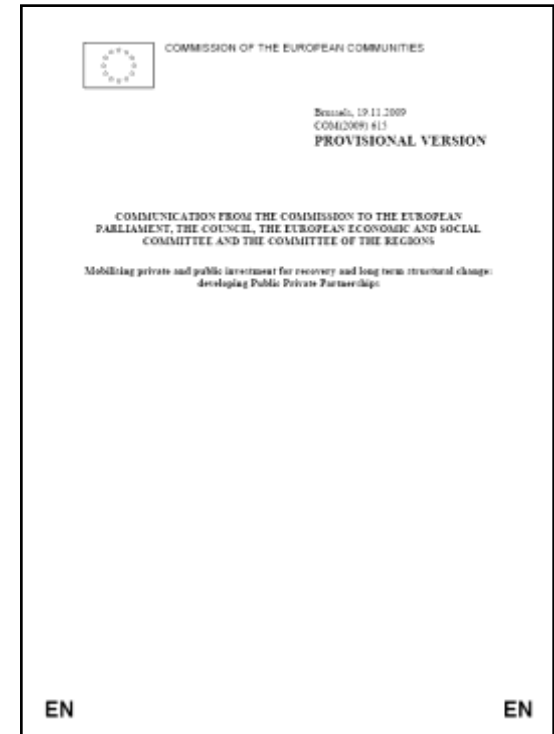 COMMISSION OF THE EUROPEAN COMMUNITIES
Brussels, 19.11.2009
COM(2009) 615
PROVISIONAL VERSION
COMMUNICATION FROM THE COMMISSION TO THE EUROPEAN
PARLIAMENT, THE COUNCIL, THE EUROPEAN ECONOMIC AND SOCIAL
COMMITTEE AND THE COMMITTEE OF THE REGIONS
Mobilising private and public investment for recovery and long term structural change:
developing Public Private Partnerships
EN EN